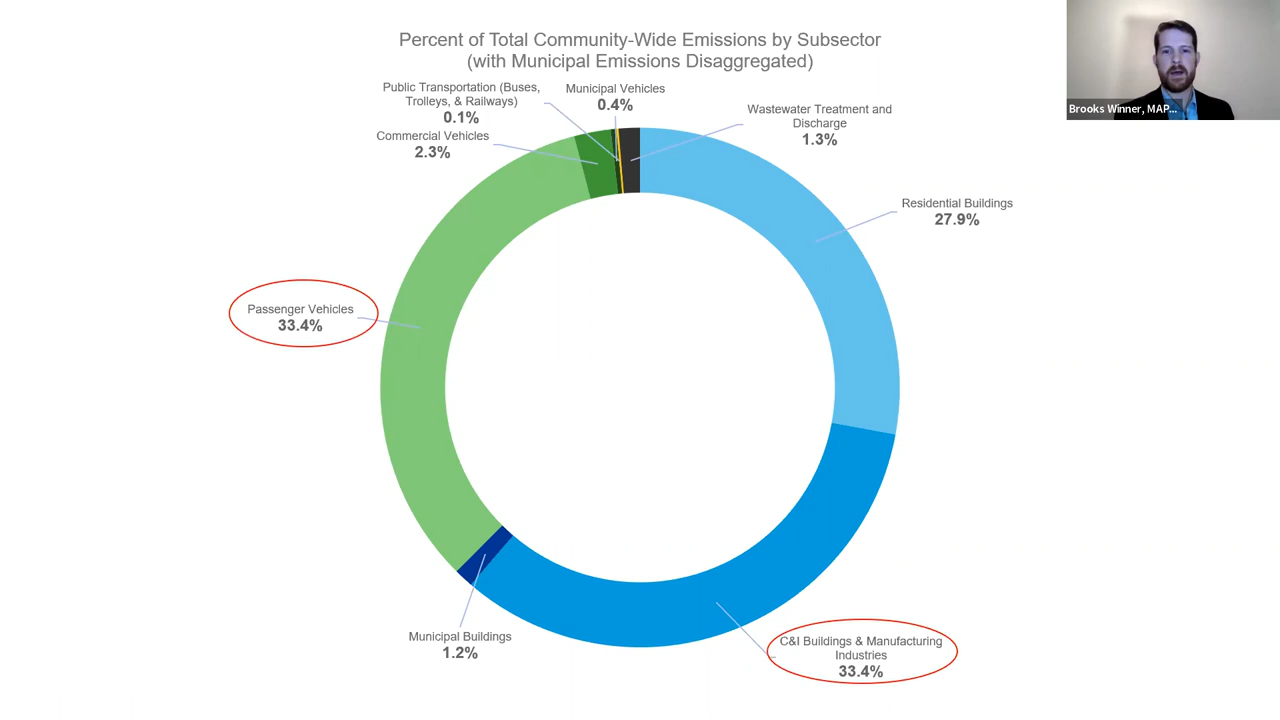 Percent of Total Community-Wide Emissions by Subsector
(with Municipal Emissions Disaggregated)
Public Transportation (Buses,
Trolleys, & Railways)
0.1%
Municipal Vehicles
0.4%
Commercial Vehicles
2.3%
Wastewater Treatment and
Discharge
1.3%
Brooks Winner, MAP...
Residential Buildings
27.9%
Passenger Vehicles
33.4%
Municipal Buildings
1.2%
C&I Buildings & Manufacturing
Industries
33.4%